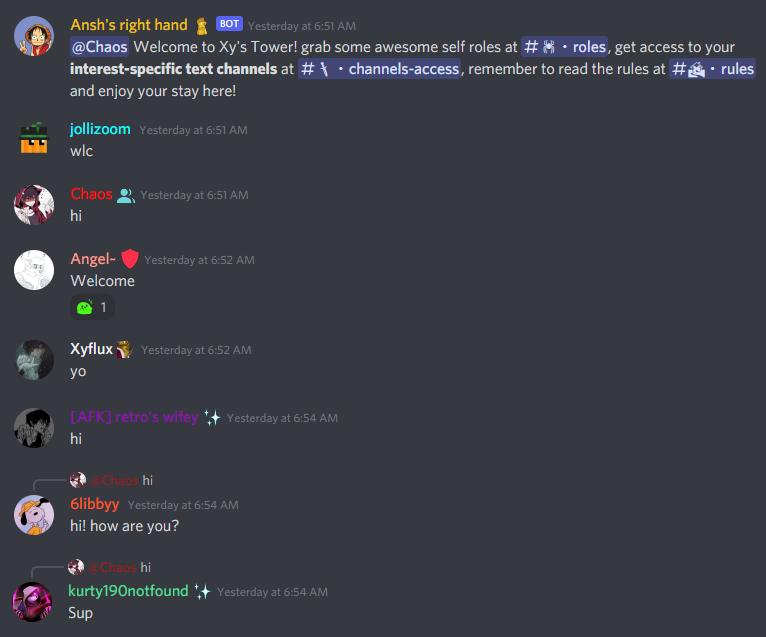 Ansh's right hand BOT Yesterday at 6:51 AM
@Chaos Welcome to Xy's Tower! grab some awesome self roles at # • roles, get access to your
interest-specific text channels at # • channels-access, remember to read the rules at # • rules
and enjoy your stay here!
jollizoom Yesterday at 6:51 AM
wlc
Chaos Yesterday at 6:51 AM
hi
Angel~ Yesterday at 6:52 AM
Welcome
1
Xyflux Yesterday at 6:52 AM
yo
[AFK] retro's wifey Yesterday at 6:54 AM
hi
@Chaos hi
6libbyy Yesterday at 6:54 AM
hi! how are you?
@Chaos hi
kurty190notfound Yesterday at 6:54 AM
Sup